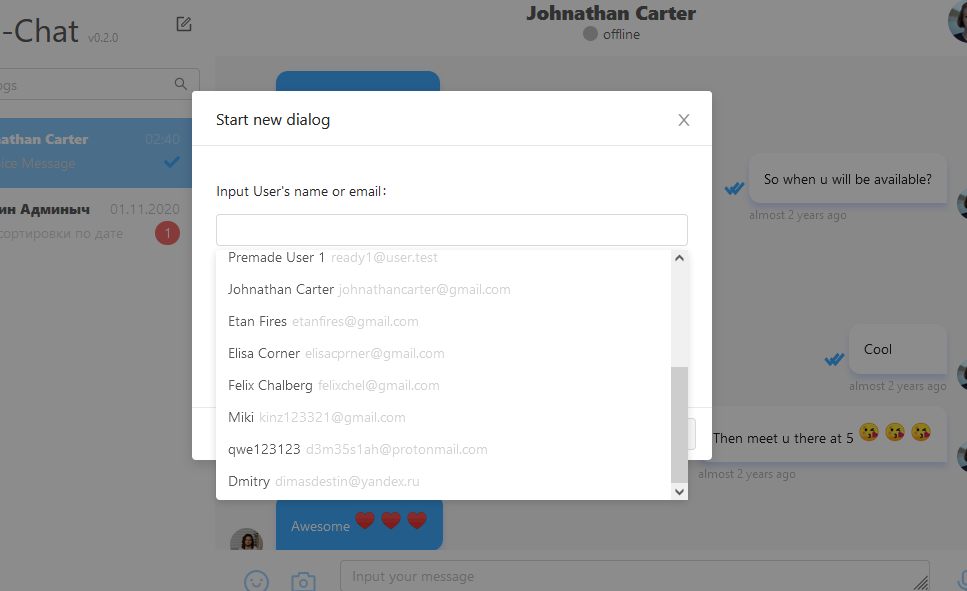 -Chat v0.2.0
ogs
nathan Carter 02:40
ice Message
ин Админыч 01.11.2020
сортировки по дате 1
Johnathan Carter
offline
So when u will be available?
almost 2 years ago
Cool
almost 2 years ago
Then meet u there at 5 😘 😘 😘
almost 2 years ago
Awesome ♥ ♥ ♥
Input your message
Start new dialog
Input User's name or email:
Premade User 1 ready1@user.test
Johnathan Carter johnathancarter@gmail.com
Etan Fires etanfires@gmail.com
Elisa Corner elisacprner@gmail.com
Felix Chalberg felixchel@gmail.com
Miki kinz123321@gmail.com
qwe123123 d3m35s1ah@protonmail.com
Dmitry dimasdestin@yandex.ru